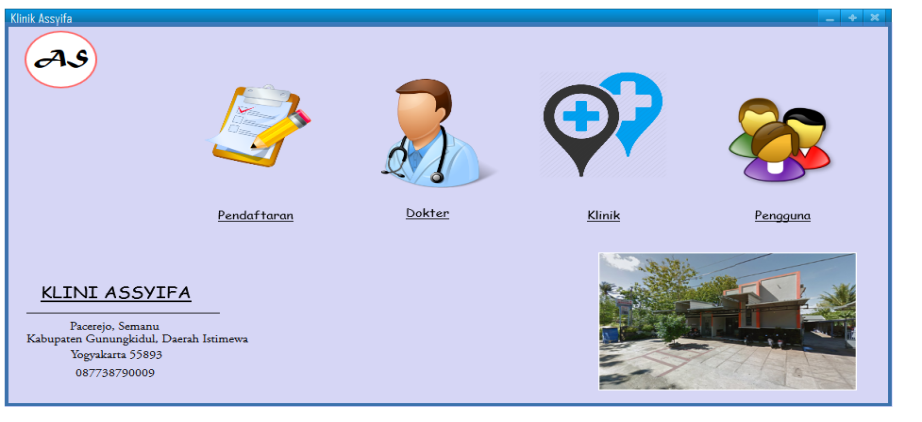 Klinik Assyifa
AS
Pendaftaran
Dokter
Klinik
Pengguna
KLINI ASSYIFA
Pacerejo, Semanu
Kabupaten Gunungkidul, Daerah Istimewa
Yogyakarta 55893
087738790009